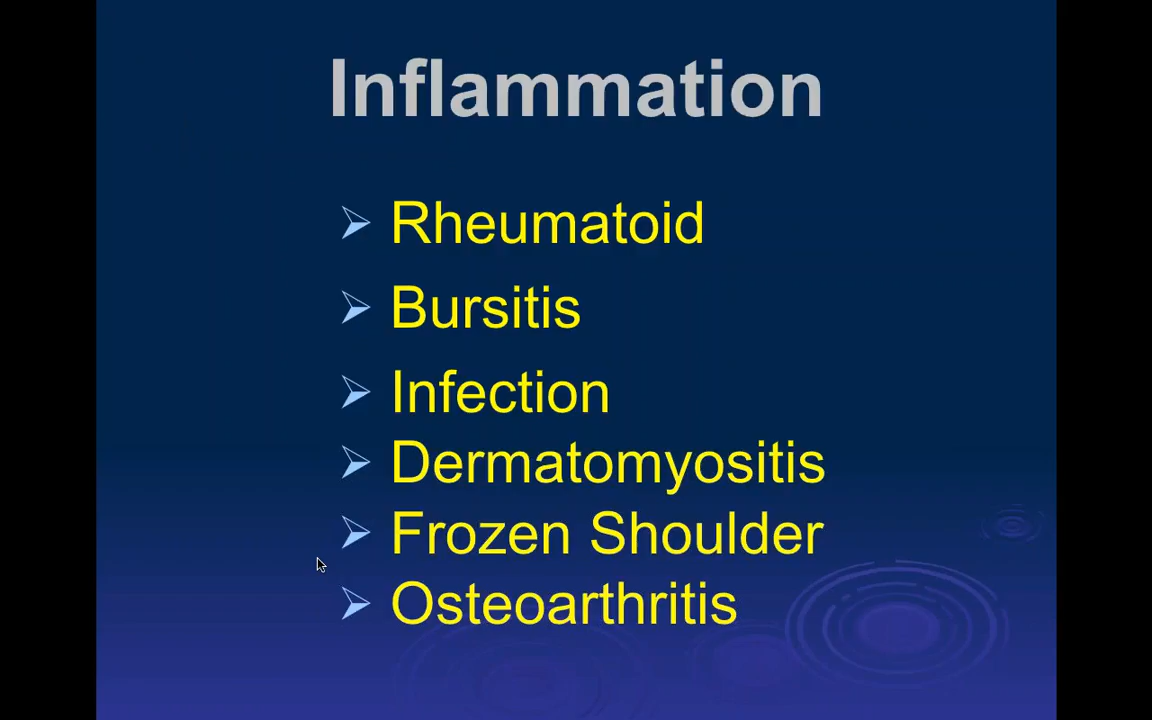 Inflammation
Rheumatoid
Bursitis
Infection
Dermatomyositis
Frozen Shoulder
Osteoarthritis